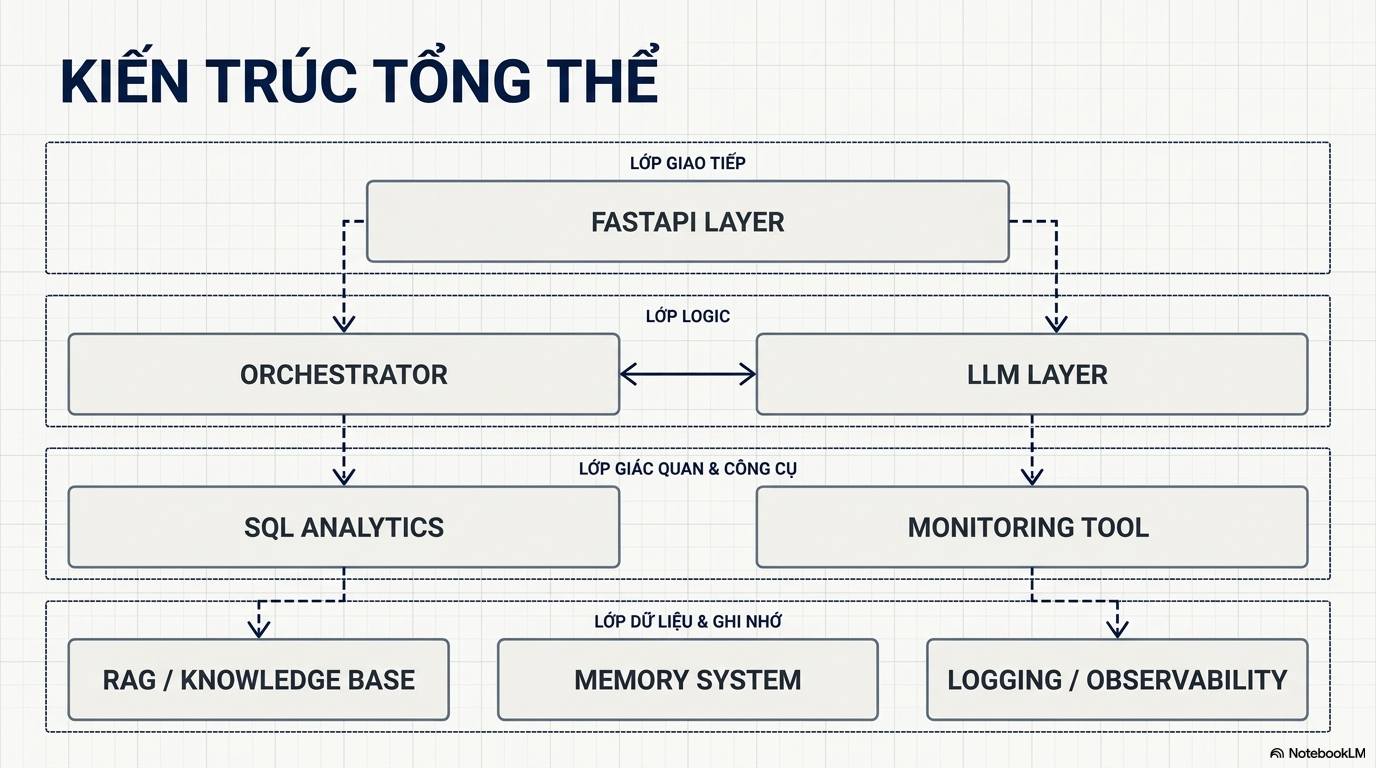 KIẾN TRÚC TỔNG THỂ
LỚP GIAO TIẾP
FASTAPI LAYER
LỚP LOGIC
ORCHESTRATOR
LLM LAYER
LỚP GIÁC QUAN & CÔNG CỤ
SQL ANALYTICS
MONITORING TOOL
LỚP DỮ LIỆU & GHI NHỚ
RAG / KNOWLEDGE BASE
MEMORY SYSTEM
LOGGING / OBSERVABILITY
NotebookLM